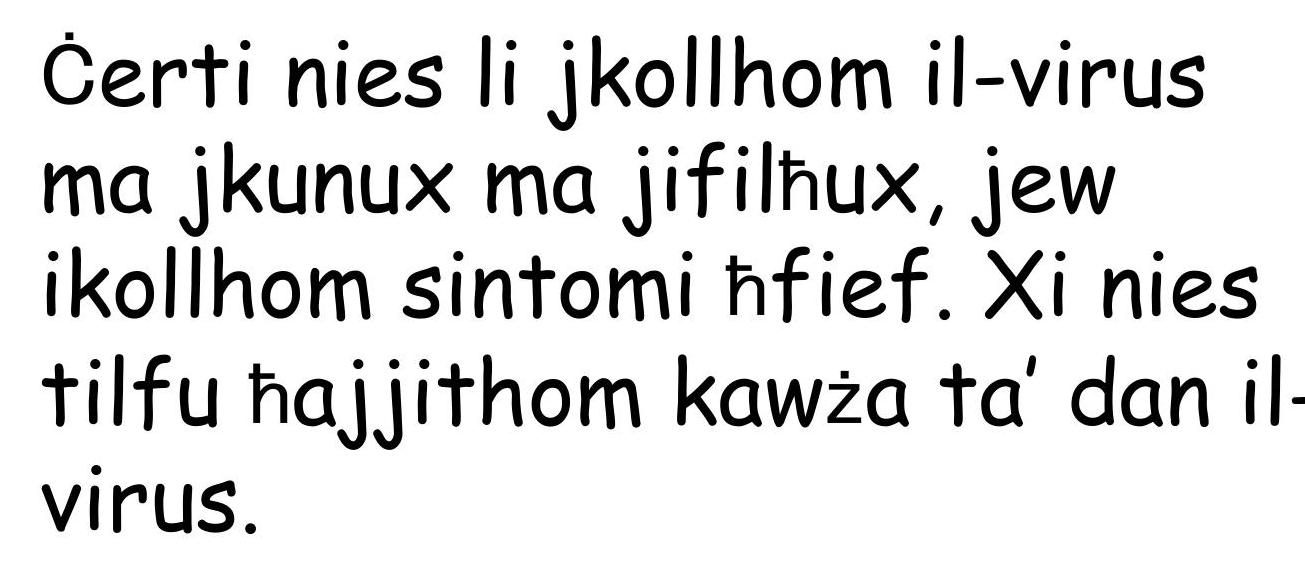 Ċerti nies li jkollhom il-virus
ma jkunux ma jifilħux, jew
ikollhom sintomi ħfief. Xi nies
tilfu ħajjithom kawża ta’ dan il-
virus.